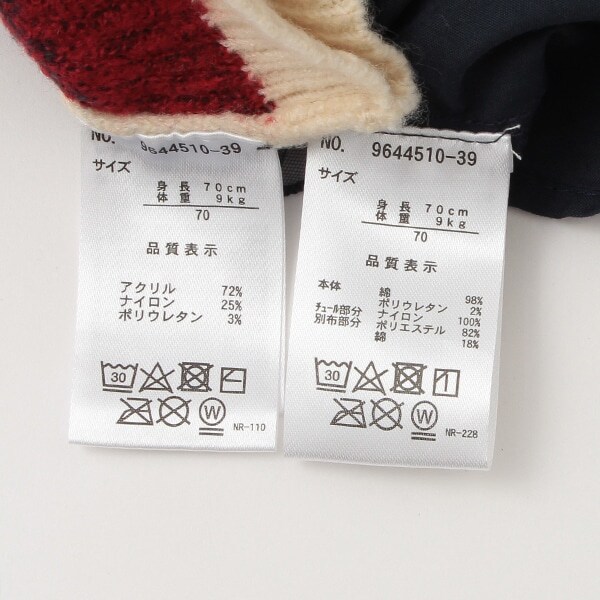 NO. 9644510-39
サイズ
身長 70cm
体重 9kg
70
品質表示
アクリル 72%
ナイロン 25%
ポリウレタン 3%
30
W
NR-110
NO. 9644510-39
サイズ
身長 70cm
体重 9kg
70
品質表示
本体 綿 98%
ポリウレタン 2%
チュール部分 ナイロン 100%
別布部分 ポリエステル 82%
綿 18%
30
W
NR-228